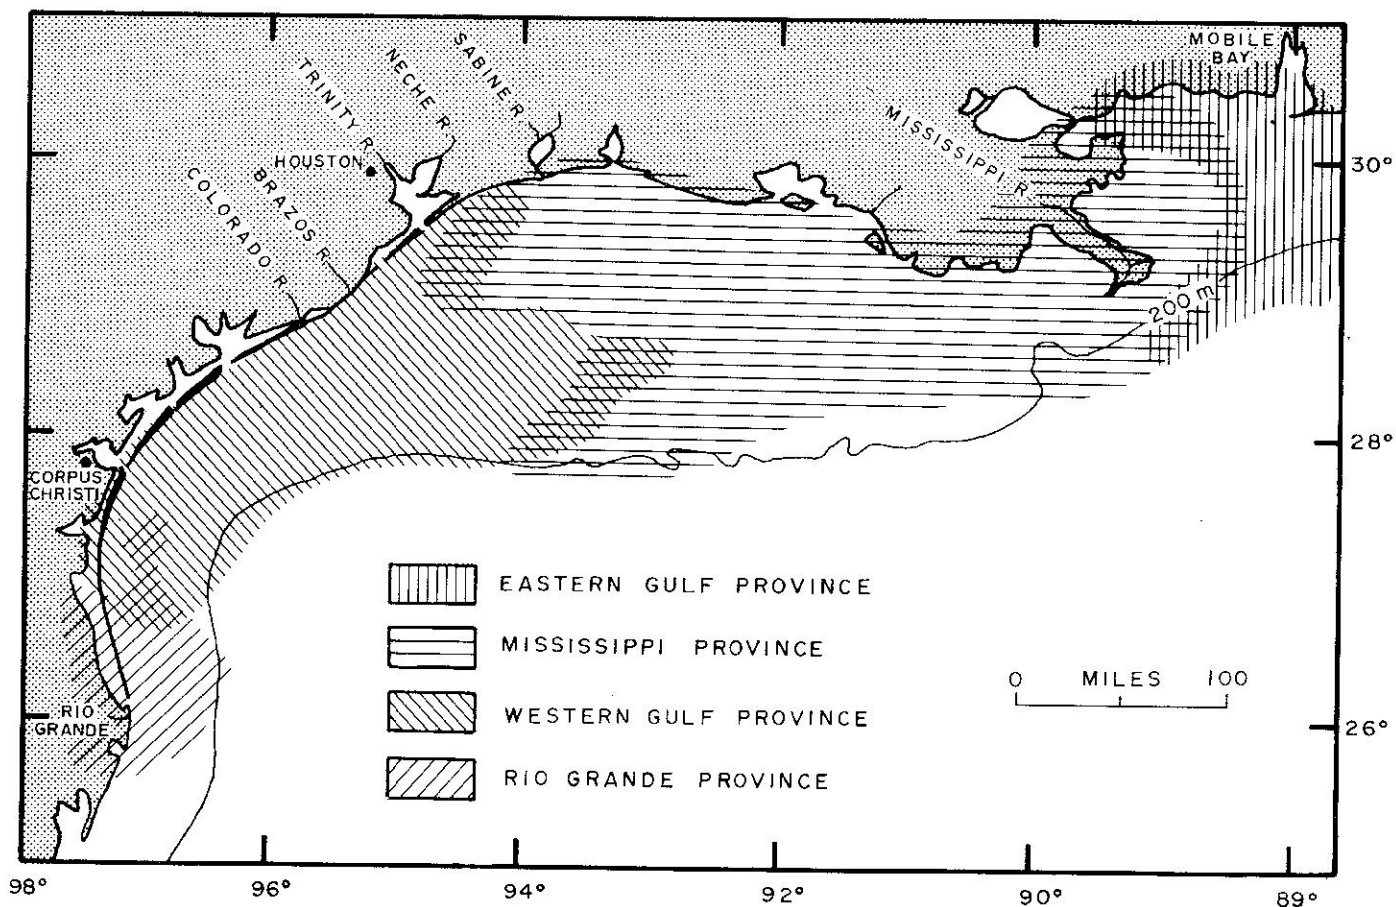 MOBILE
BAY
SABINE R.
NECHE R.
TRINITY R.
MISSISSIPPI R.
HOUSTON
BRAZOS R.
COLORADO R.
30°
200 m
28°
CORPUS
CHRISTI
EASTERN GULF PROVINCE
MISSISSIPPI PROVINCE
0 MILES 100
WESTERN GULF PROVINCE
RIO
GRANDE
26°
RIO GRANDE PROVINCE
98° 96° 94° 92° 90° 89°